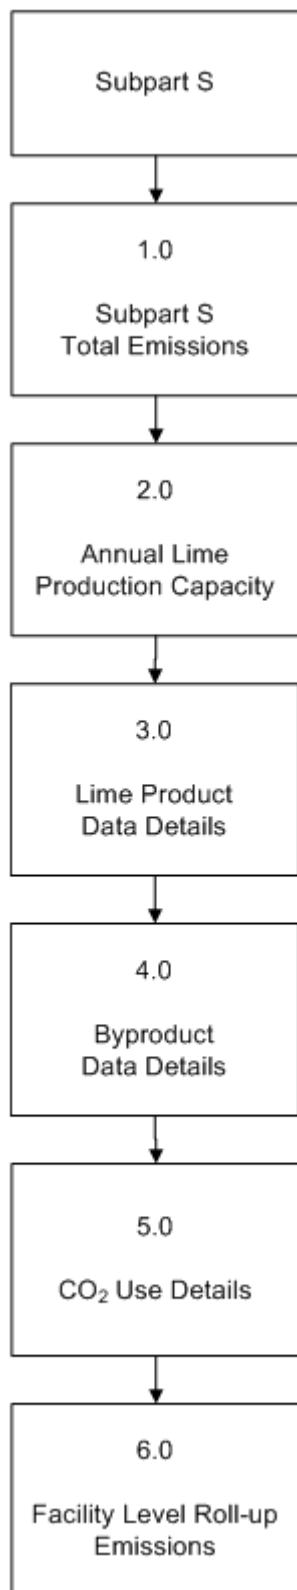 Subpart S
1.0
Subpart S
Total Emissions
2.0
Annual Lime
Production Capacity
3.0
Lime Product
Data Details
4.0
Byproduct
Data Details
5.0
CO₂ Use Details
6.0
Facility Level Roll-up
Emissions